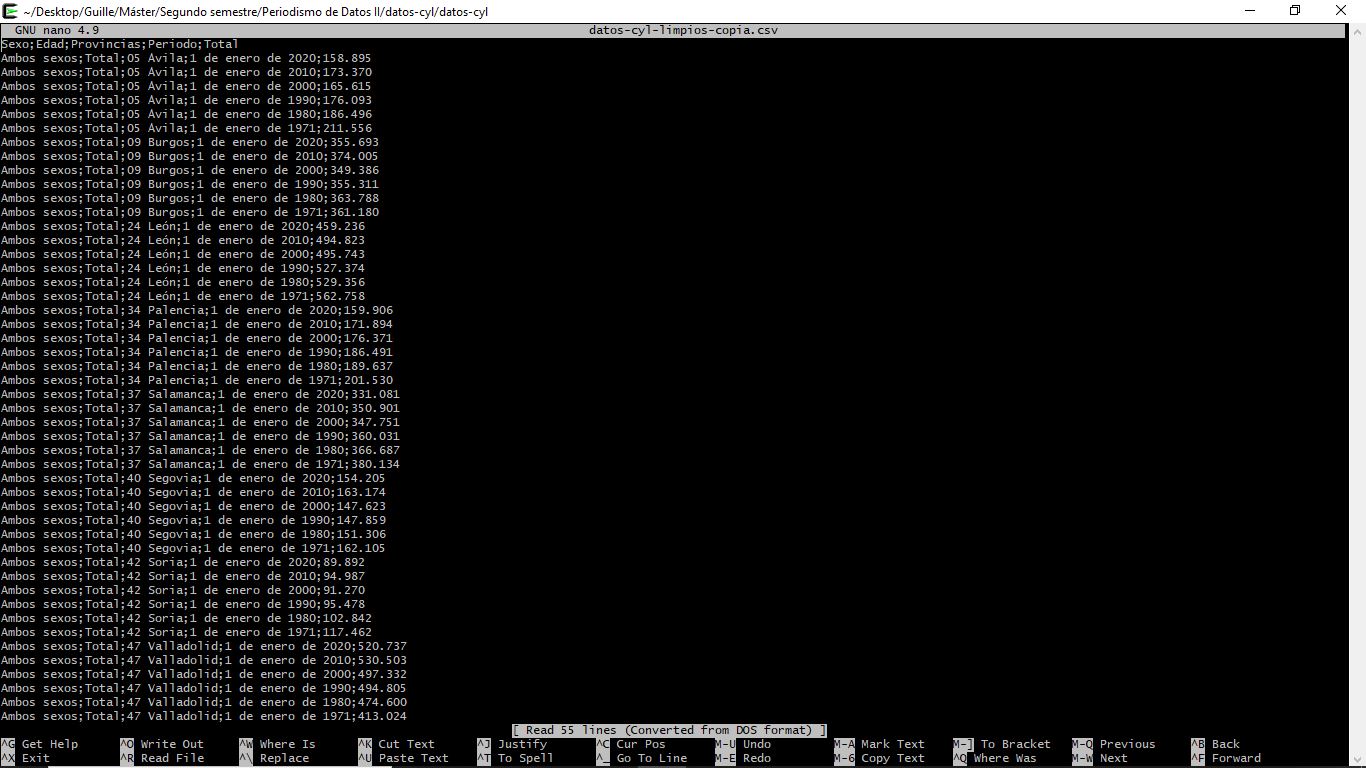 ~/Desktop/Guille/Máster/Segundo semestre/Periodismo de Datos II/datos-cyl/datos-cyl
GNU nano 4.9 datos-cyl-limpios-copia.csv
Sexo;Edad;Provincias;Periodo;Total
Ambos sexos;Total;05 Ávila;1 de enero de 2020;158.895
Ambos sexos;Total;05 Ávila;1 de enero de 2010;173.370
Ambos sexos;Total;05 Ávila;1 de enero de 2000;165.615
Ambos sexos;Total;05 Ávila;1 de enero de 1990;176.093
Ambos sexos;Total;05 Ávila;1 de enero de 1980;186.496
Ambos sexos;Total;05 Ávila;1 de enero de 1971;211.556
Ambos sexos;Total;09 Burgos;1 de enero de 2020;355.693
Ambos sexos;Total;09 Burgos;1 de enero de 2010;374.005
Ambos sexos;Total;09 Burgos;1 de enero de 2000;349.386
Ambos sexos;Total;09 Burgos;1 de enero de 1990;355.311
Ambos sexos;Total;09 Burgos;1 de enero de 1980;363.788
Ambos sexos;Total;09 Burgos;1 de enero de 1971;361.180
Ambos sexos;Total;24 León;1 de enero de 2020;459.236
Ambos sexos;Total;24 León;1 de enero de 2010;494.823
Ambos sexos;Total;24 León;1 de enero de 2000;495.743
Ambos sexos;Total;24 León;1 de enero de 1990;527.374
Ambos sexos;Total;24 León;1 de enero de 1980;529.356
Ambos sexos;Total;24 León;1 de enero de 1971;562.758
Ambos sexos;Total;34 Palencia;1 de enero de 2020;159.906
Ambos sexos;Total;34 Palencia;1 de enero de 2010;171.894
Ambos sexos;Total;34 Palencia;1 de enero de 2000;176.371
Ambos sexos;Total;34 Palencia;1 de enero de 1990;186.491
Ambos sexos;Total;34 Palencia;1 de enero de 1980;189.637
Ambos sexos;Total;34 Palencia;1 de enero de 1971;201.530
Ambos sexos;Total;37 Salamanca;1 de enero de 2020;331.081
Ambos sexos;Total;37 Salamanca;1 de enero de 2010;350.901
Ambos sexos;Total;37 Salamanca;1 de enero de 2000;347.751
Ambos sexos;Total;37 Salamanca;1 de enero de 1990;360.031
Ambos sexos;Total;37 Salamanca;1 de enero de 1980;366.687
Ambos sexos;Total;37 Salamanca;1 de enero de 1971;380.134
Ambos sexos;Total;40 Segovia;1 de enero de 2020;154.205
Ambos sexos;Total;40 Segovia;1 de enero de 2010;163.174
Ambos sexos;Total;40 Segovia;1 de enero de 2000;147.623
Ambos sexos;Total;40 Segovia;1 de enero de 1990;147.859
Ambos sexos;Total;40 Segovia;1 de enero de 1980;151.306
Ambos sexos;Total;40 Segovia;1 de enero de 1971;162.105
Ambos sexos;Total;42 Soria;1 de enero de 2020;89.892
Ambos sexos;Total;42 Soria;1 de enero de 2010;94.987
Ambos sexos;Total;42 Soria;1 de enero de 2000;91.270
Ambos sexos;Total;42 Soria;1 de enero de 1990;95.478
Ambos sexos;Total;42 Soria;1 de enero de 1980;102.842
Ambos sexos;Total;42 Soria;1 de enero de 1971;117.462
Ambos sexos;Total;47 Valladolid;1 de enero de 2020;520.737
Ambos sexos;Total;47 Valladolid;1 de enero de 2010;530.503
Ambos sexos;Total;47 Valladolid;1 de enero de 2000;497.332
Ambos sexos;Total;47 Valladolid;1 de enero de 1990;494.805
Ambos sexos;Total;47 Valladolid;1 de enero de 1980;474.600
Ambos sexos;Total;47 Valladolid;1 de enero de 1971;413.024
[ Read 55 lines (Converted from DOS format) ]
^G Get Help ^O Write Out ^W Where Is ^K Cut Text ^J Justify ^C Cur Pos M-U Undo M-A Mark Text M-] To Bracket M-Q Previous ^B Back
^X Exit ^R Read File ^\ Replace ^U Paste Text ^T To Spell ^_ Go To Line M-E Redo M-6 Copy Text ^Q Where Was M-W Next ^F Forward